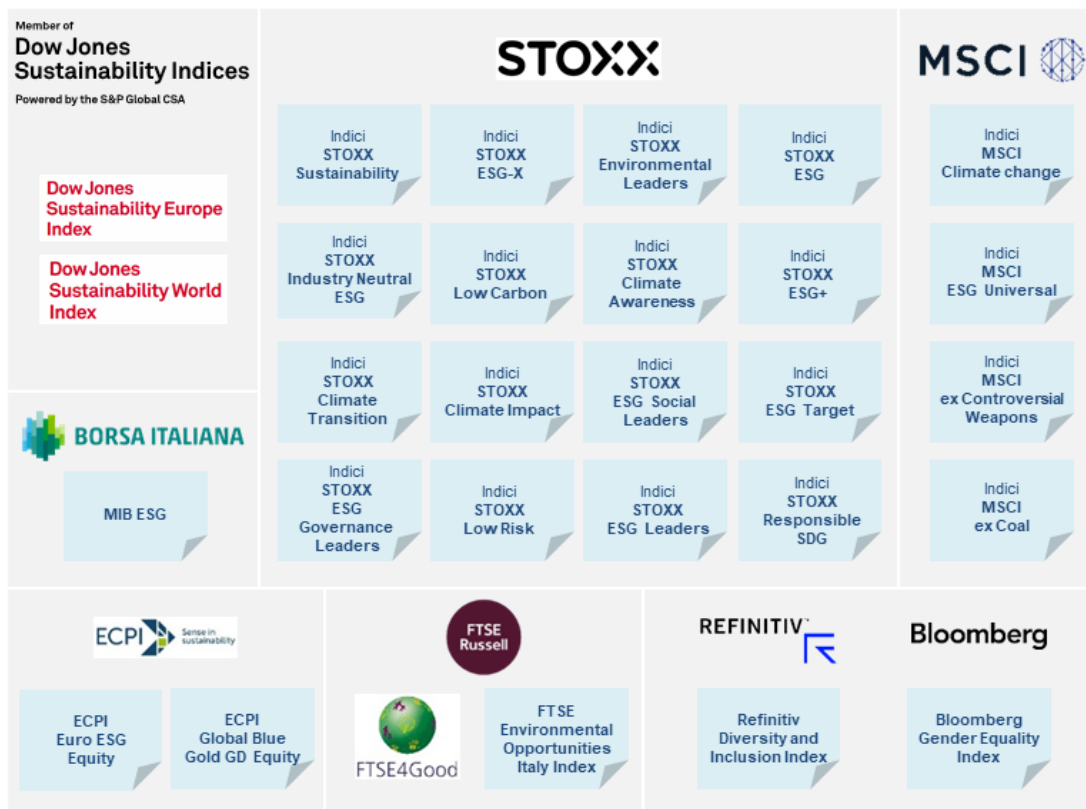 Member of
Dow Jones
Sustainability Indices
Powered by the S&P Global CSA
Dow Jones
Sustainability Europe
Index
Dow Jones
Sustainability World
Index
BORSA ITALIANA
MIB ESG
STOXX
Indici
STOXX
Sustainability
Indici
STOXX
ESG-X
Indici
STOXX
Environmental
Leaders
Indici
STOXX
ESG
Indici
STOXX
Industry Neutral
ESG
Indici
STOXX
Low Carbon
Indici
STOXX
Climate
Awareness
Indici
STOXX
ESG+
Indici
STOXX
Climate
Transition
Indici
STOXX
Climate Impact
Indici
STOXX
ESG Social
Leaders
Indici
STOXX
ESG Target
Indici
STOXX
ESG
Governance
Leaders
Indici
STOXX
Low Risk
Indici
STOXX
ESG Leaders
Indici
STOXX
Responsible
SDG
MSCI
Indici
MSCI
Climate change
Indici
MSCI
ESG Universal
Indici
MSCI
ex Controversial
Weapons
Indici
MSCI
ex Coal
ECPI
Sense in
sustainability
ECPI
Euro ESG
Equity
ECPI
Global Blue
Gold GD Equity
FTSE
Russell
FTSE4Good
FTSE
Environmental
Opportunities
Italy Index
REFINITIV
Refinitiv
Diversity and
Inclusion Index
Bloomberg
Bloomberg
Gender Equality
Index